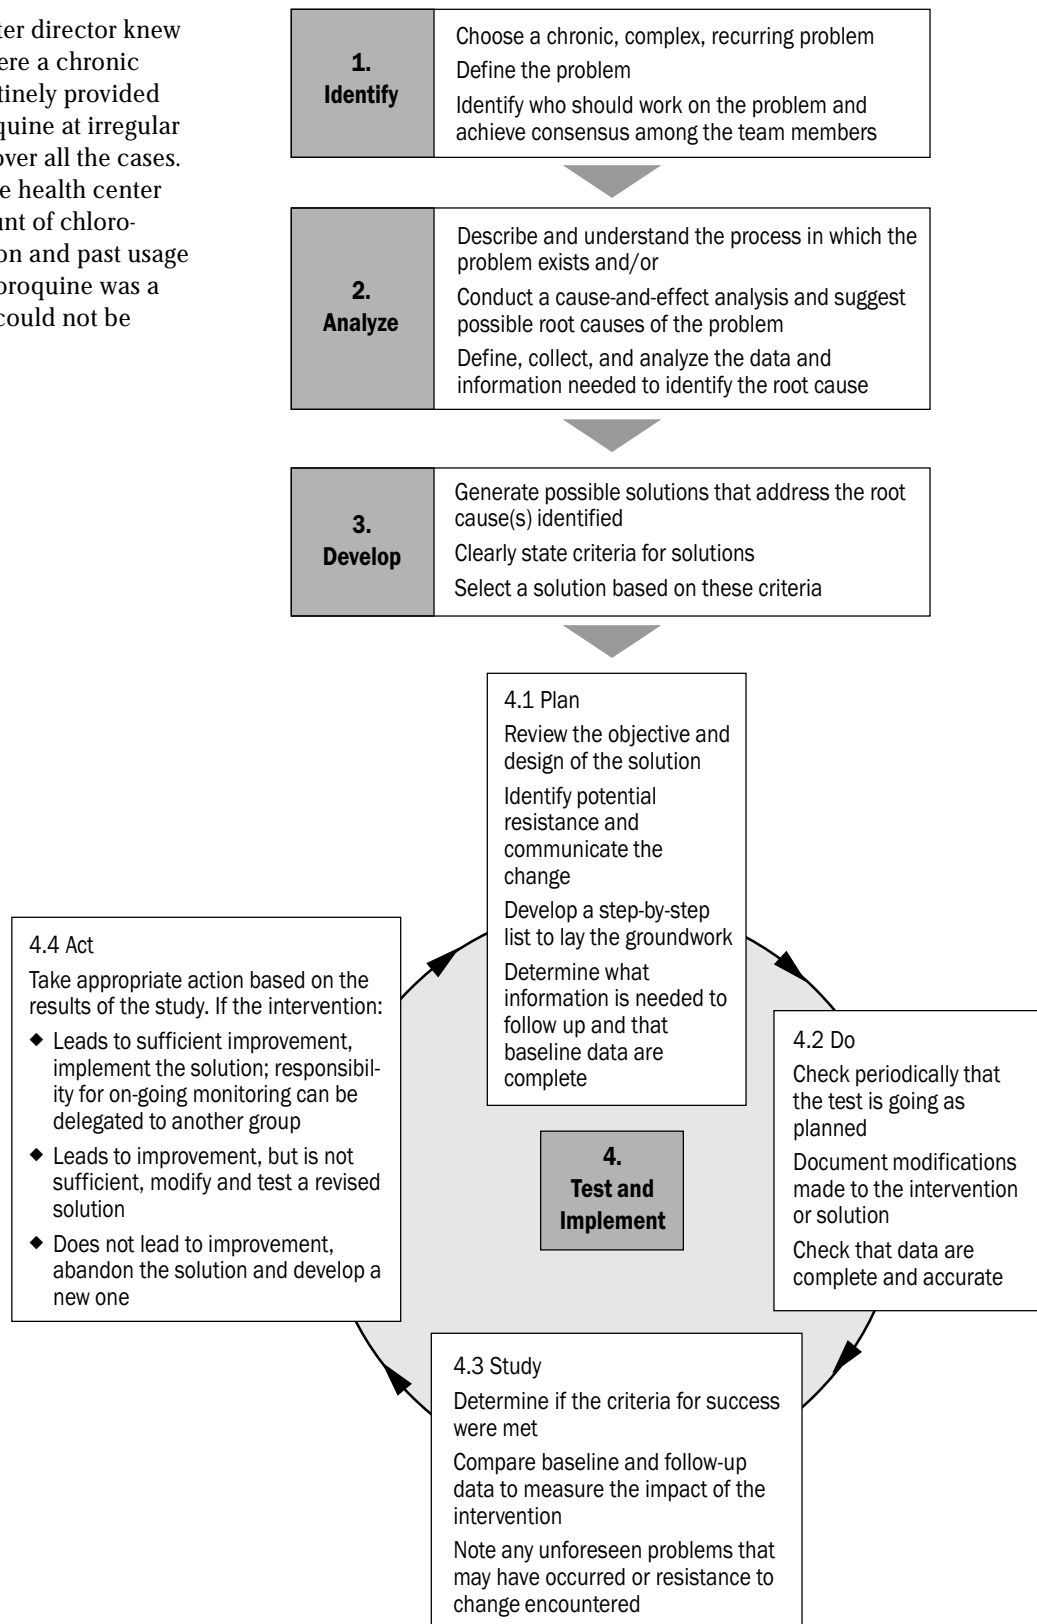 ter director knew
ere a chronic
tinely provided
quine at irregular
over all the cases.
e health center
unt of chloro-
on and past usage
oroquine was a
could not be
1.
Identify
Choose a chronic, complex, recurring problem
Define the problem
Identify who should work on the problem and
achieve consensus among the team members
2.
Analyze
Describe and understand the process in which the
problem exists and/or
Conduct a cause-and-effect analysis and suggest
possible root causes of the problem
Define, collect, and analyze the data and
information needed to identify the root cause
3.
Develop
Generate possible solutions that address the root
cause(s) identified
Clearly state criteria for solutions
Select a solution based on these criteria
4.1 Plan
Review the objective and
design of the solution
Identify potential
resistance and
communicate the
change
Develop a step-by-step
list to lay the groundwork
Determine what
information is needed to
follow up and that
baseline data are
complete
4.
Test and
Implement
4.2 Do
Check periodically that
the test is going as
planned
Document modifications
made to the intervention
or solution
Check that data are
complete and accurate
4.3 Study
Determine if the criteria for success
were met
Compare baseline and follow-up
data to measure the impact of the
intervention
Note any unforeseen problems that
may have occurred or resistance to
change encountered
4.4 Act
Take appropriate action based on the
results of the study. If the intervention:
◆ Leads to sufficient improvement,
implement the solution; responsibil-
ity for on-going monitoring can be
delegated to another group
◆ Leads to improvement, but is not
sufficient, modify and test a revised
solution
◆ Does not lead to improvement,
abandon the solution and develop a
new one